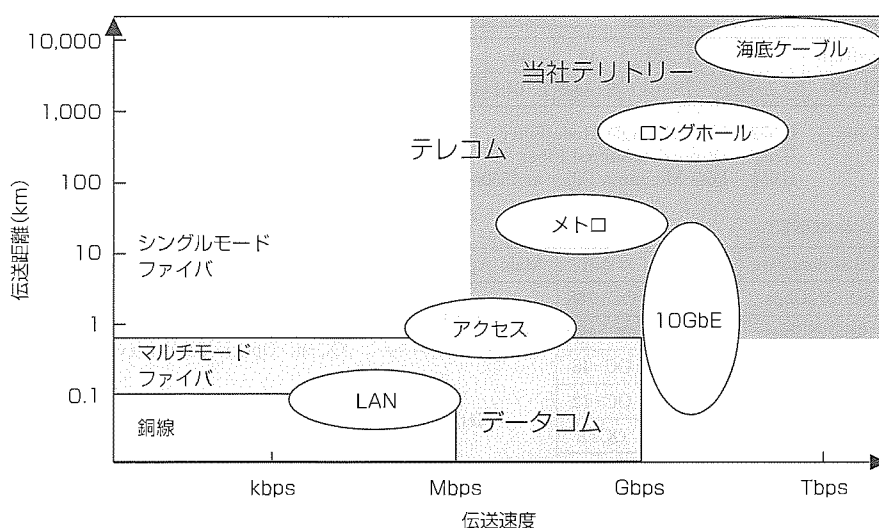 10,000
1,000
100
10
1
0.1
伝送距離(km)
海底ケーブル
当社テリトリー
ロングホール
テレコム
メトロ
シングルモード
ファイバ
アクセス
10GbE
マルチモード
ファイバ
LAN
データコム
銅線
kbps
Mbps
Gbps
Tbps
伝送速度